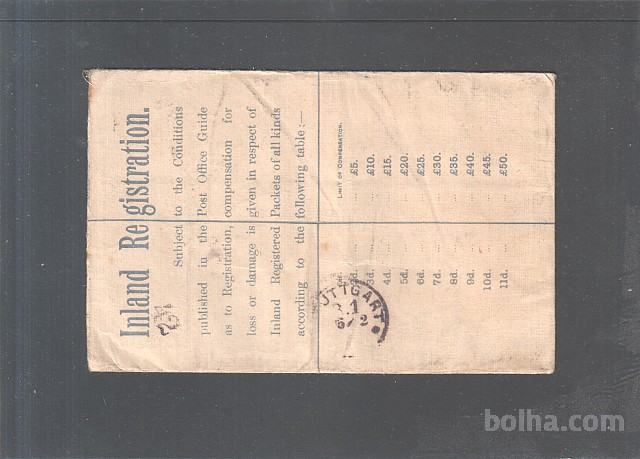 Inland Registration.
Subject to the Conditions
published in the Post Office Guide
as to Registration, compensation for
loss or damage is given in respect of
Inland Registered Packets of all kinds
according to the following table:—
LIMIT OF COMPENSATION.
2d. ... ... £5.
3d. ... ... £10.
4d. ... ... £15.
5d. ... ... £20.
6d. ... ... £25.
7d. ... ... £30.
8d. ... ... £35.
9d. ... ... £40.
10d. ... ... £45.
11d. ... ... £50.
UTTGART
bolha.com